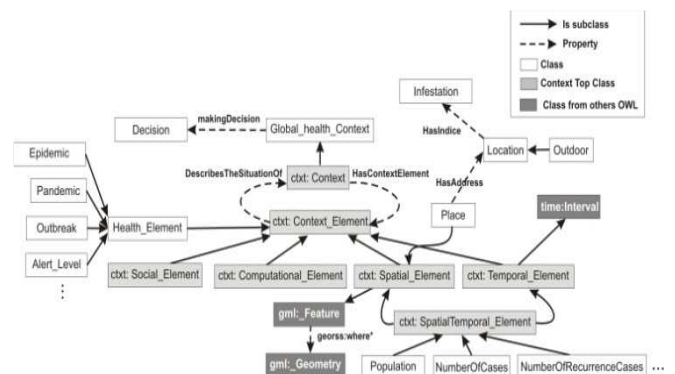 Is subclass
Property
Class
Context Top Class
Class from others OWL
Infestation
makingDecision
HasIndice
Decision
Global_health_Context
Location
Outdoor
Epidemic
DescribesTheSituationOf
HasContextElement
ctxt: Context
HasAddress
Pandemic
Place
time:Interval
Outbreak
Health_Element
ctxt: Context_Element
Alert_Level
ctxt: Social_Element
ctxt: Computational_Element
ctxt: Spatial_Element
ctxt: Temporal_Element
⋮
gml:_Feature
ctxt: SpatialTemporal_Element
georss:where*
gml:_Geometry
Population
NumberOfCases
NumberOfRecurrenceCases
...